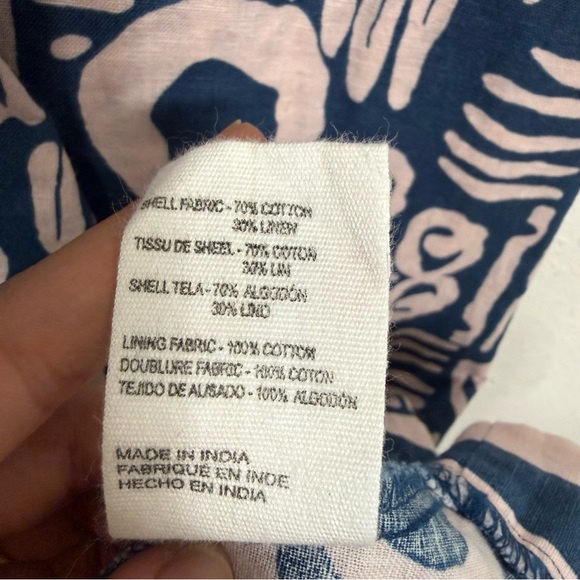 SHELL FABRIC - 70% COTTON
30% LINEN
TISSU DE SHEEL - 70% COTON
30% LIN
SHELL TELA - 70% ALGODÓN
30% LINO
LINING FABRIC - 100% COTTON
DOUBLURE FABRIC - 100% COTON
TEJIDO DE ALISADO - 100% ALGODÓN
MADE IN INDIA
FABRIQUÉ EN INDE
HECHO EN INDIA